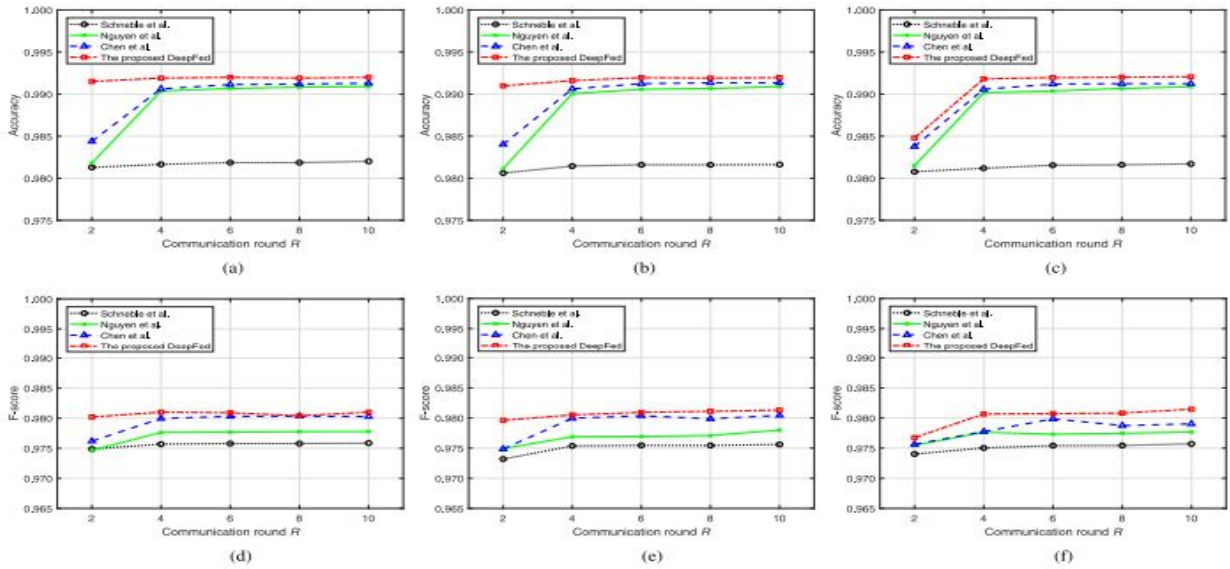 1.000
0.995
0.990
0.985
0.980
0.975
Accuracy
Schneble et al.
Nguyen et al.
Chen et al.
The proposed DeepFed
2 4 6 8 10
Communication round R
(a)
1.000
0.995
0.990
0.985
0.980
0.975
Accuracy
Schneble et al.
Nguyen et al.
Chen et al.
The proposed DeepFed
2 4 6 8 10
Communication round R
(b)
1.000
0.995
0.990
0.985
0.980
0.975
Accuracy
Schneble et al.
Nguyen et al.
Chen et al.
The proposed DeepFed
2 4 6 8 10
Communication round R
(c)
1.000
0.995
0.990
0.985
0.980
0.975
0.970
0.965
F-score
Schneble et al.
Nguyen et al.
Chen et al.
The proposed DeepFed
2 4 6 8 10
Communication round R
(d)
1.000
0.995
0.990
0.985
0.980
0.975
0.970
0.965
F-score
Schneble et al.
Nguyen et al.
Chen et al.
The proposed DeepFed
2 4 6 8 10
Communication round R
(e)
1.000
0.995
0.990
0.985
0.980
0.975
0.970
0.965
F-score
Schneble et al.
Nguyen et al.
Chen et al.
The proposed DeepFed
2 4 6 8 10
Communication round R
(f)